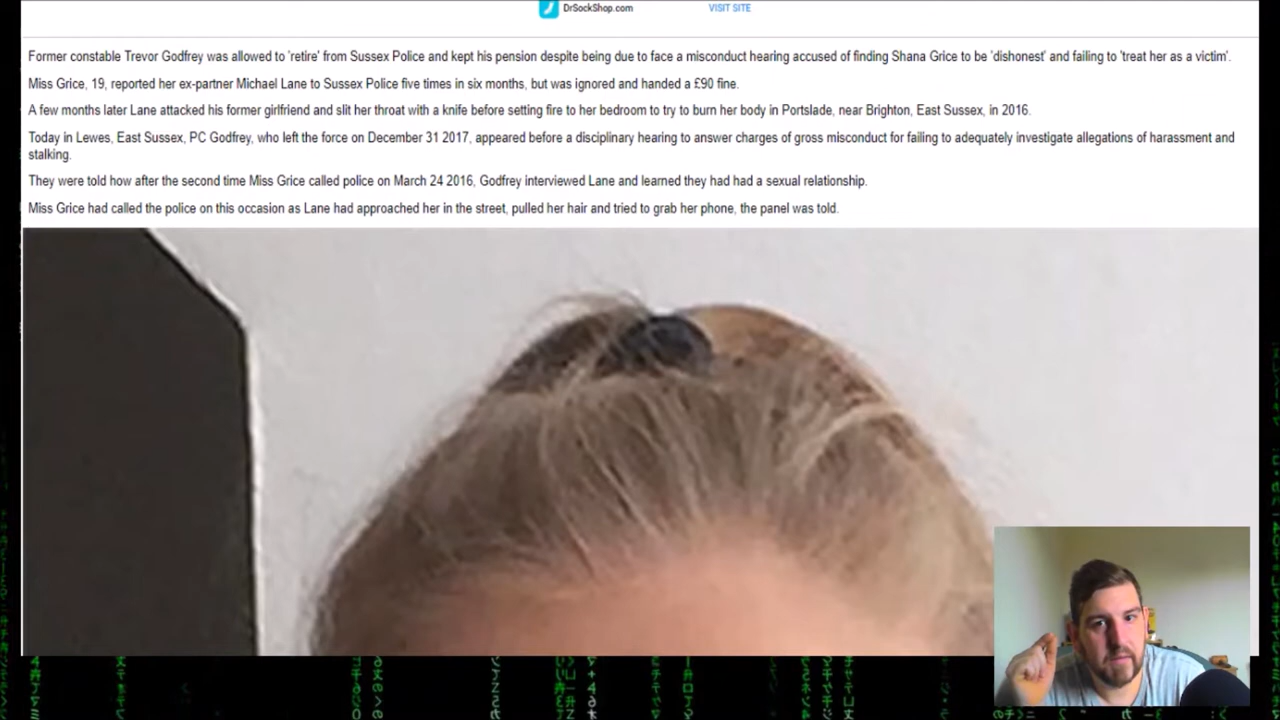 DrSockShop.com VISIT SITE
Former constable Trevor Godfrey was allowed to 'retire' from Sussex Police and kept his pension despite being due to face a misconduct hearing accused of finding Shana Grice to be 'dishonest' and failing to 'treat her as a victim'.
Miss Grice, 19, reported her ex-partner Michael Lane to Sussex Police five times in six months, but was ignored and handed a £90 fine.
A few months later Lane attacked his former girlfriend and slit her throat with a knife before setting fire to her bedroom to try to burn her body in Portslade, near Brighton, East Sussex, in 2016.
Today in Lewes, East Sussex, PC Godfrey, who left the force on December 31 2017, appeared before a disciplinary hearing to answer charges of gross misconduct for failing to adequately investigate allegations of harassment and
stalking.
They were told how after the second time Miss Grice called police on March 24 2016, Godfrey interviewed Lane and learned they had had a sexual relationship.
Miss Grice had called the police on this occasion as Lane had approached her in the street, pulled her hair and tried to grab her phone, the panel was told.